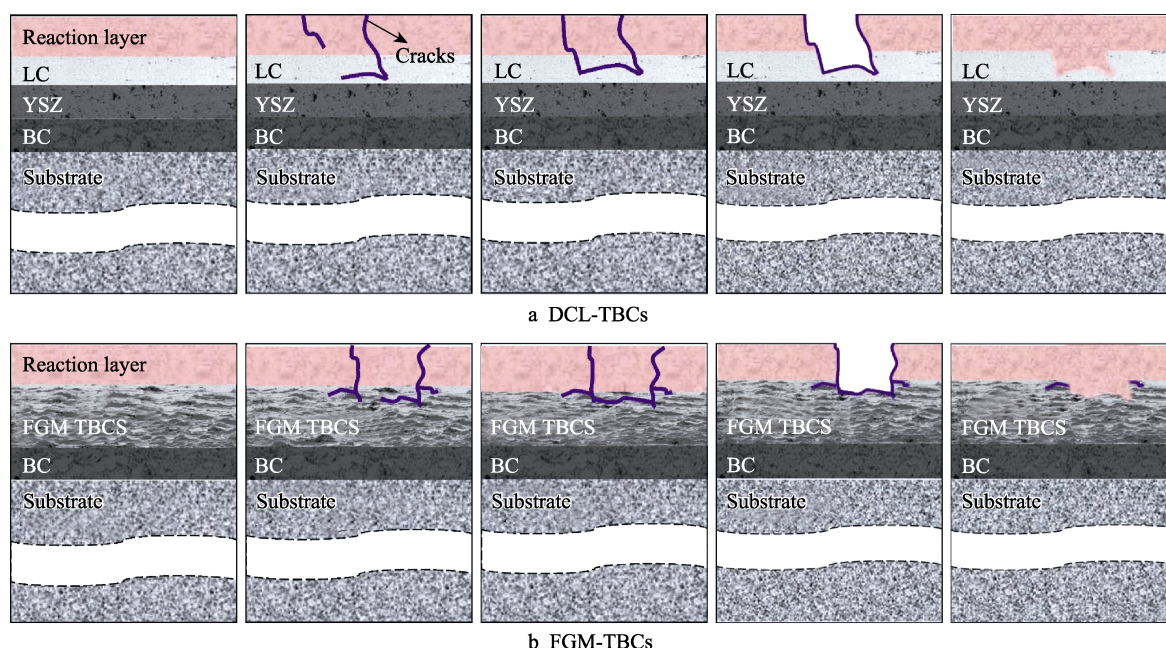 Reaction layer
Cracks
LC
LC
LC
LC
LC
YSZ
YSZ
YSZ
YSZ
YSZ
BC
BC
BC
BC
BC
Substrate
Substrate
Substrate
Substrate
Substrate
a DCL-TBCs
Reaction layer
FGM TBCS
FGM TBCS
FGM TBCS
FGM TBCS
FGM TBCS
BC
BC
BC
BC
BC
Substrate
Substrate
Substrate
Substrate
Substrate
b FGM-TBCs